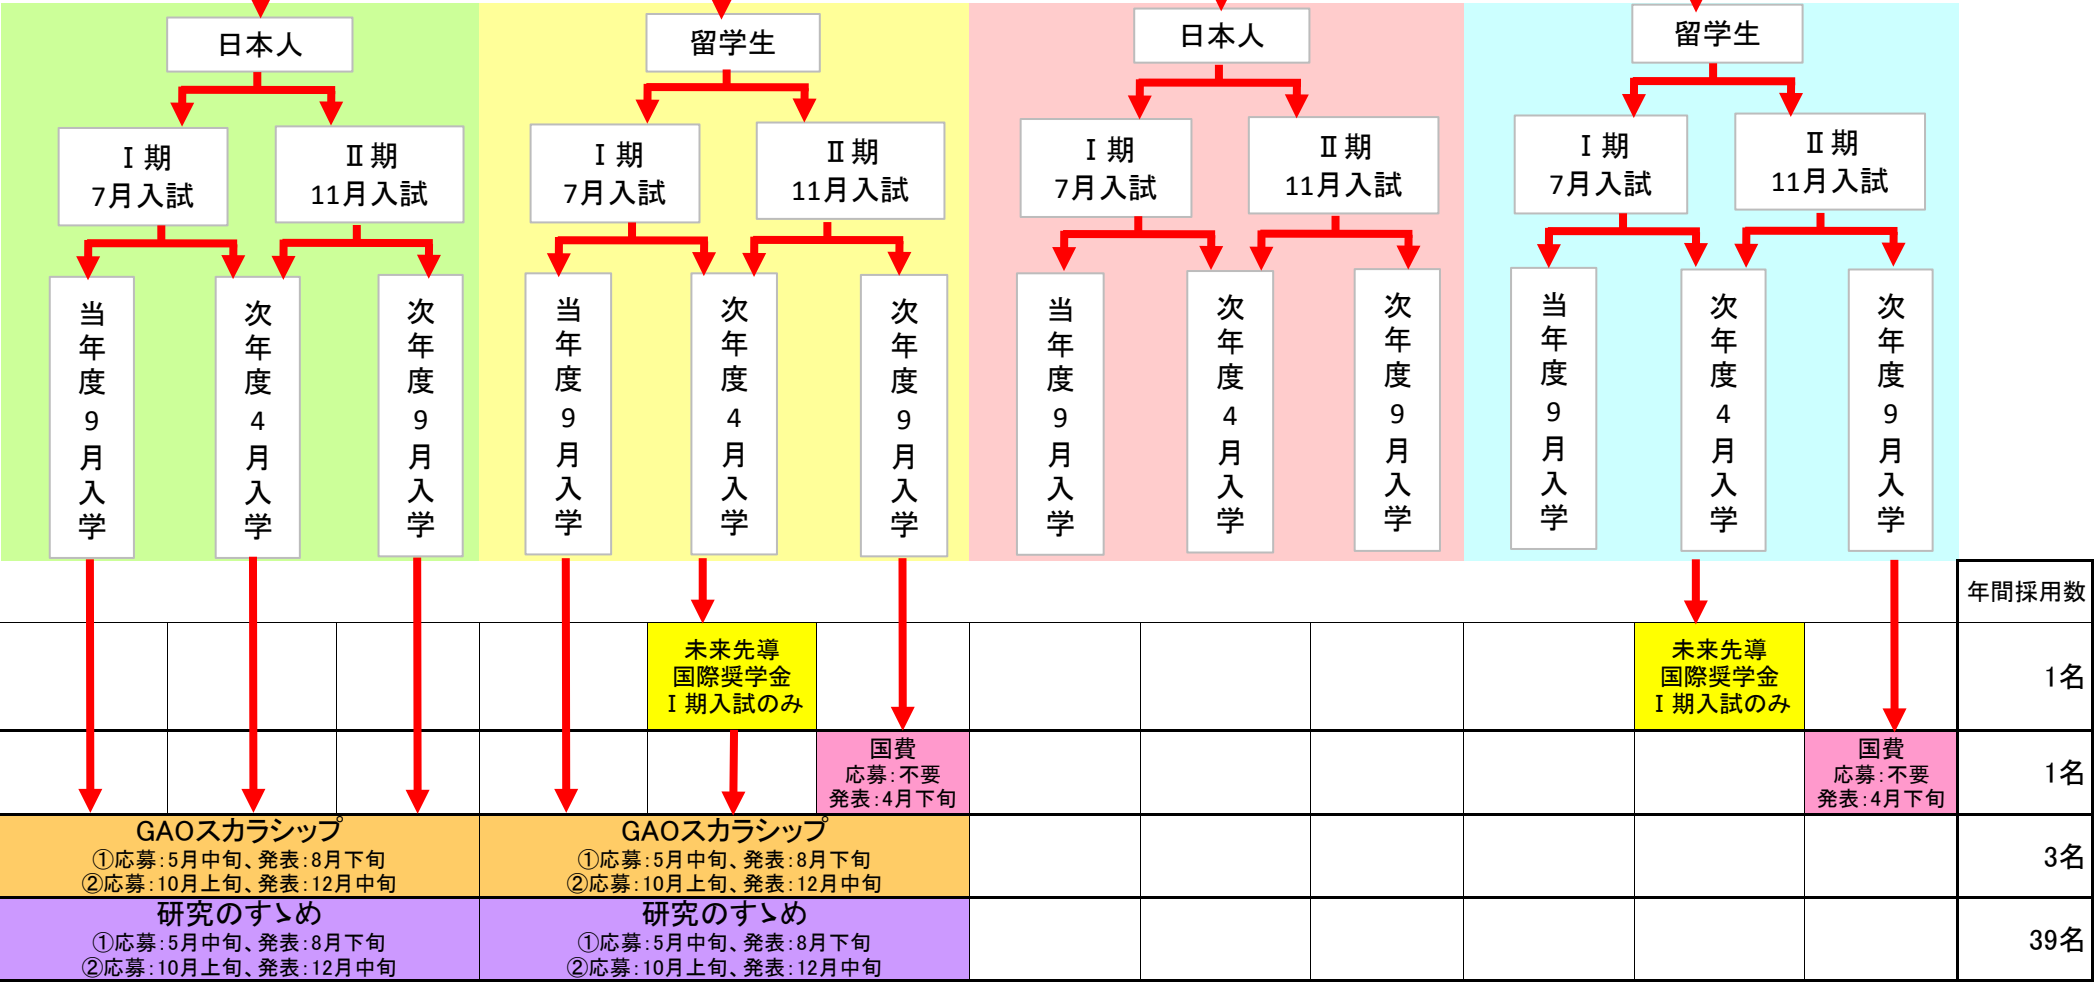 日本人
留学生
日本人
留学生
Ⅰ期
7月入試
Ⅱ期
11月入試
Ⅰ期
7月入試
Ⅱ期
11月入試
Ⅰ期
7月入試
Ⅱ期
11月入試
Ⅰ期
7月入試
Ⅱ期
11月入試
当年度9月入学
次年度4月入学
次年度9月入学
当年度9月入学
次年度4月入学
次年度9月入学
当年度9月入学
次年度4月入学
次年度9月入学
当年度9月入学
次年度4月入学
次年度9月入学
年間採用数
未来先導
国際奨学金
Ⅰ期入試のみ
未来先導
国際奨学金
Ⅰ期入試のみ
1名
国費
応募:不要
発表:4月下旬
国費
応募:不要
発表:4月下旬
1名
GAOスカラシップ
①応募:5月中旬、発表:8月下旬
②応募:10月上旬、発表:12月中旬
GAOスカラシップ
①応募:5月中旬、発表:8月下旬
②応募:10月上旬、発表:12月中旬
3名
研究のすゝめ
①応募:5月中旬、発表:8月下旬
②応募:10月上旬、発表:12月中旬
研究のすゝめ
①応募:5月中旬、発表:8月下旬
②応募:10月上旬、発表:12月中旬
39名